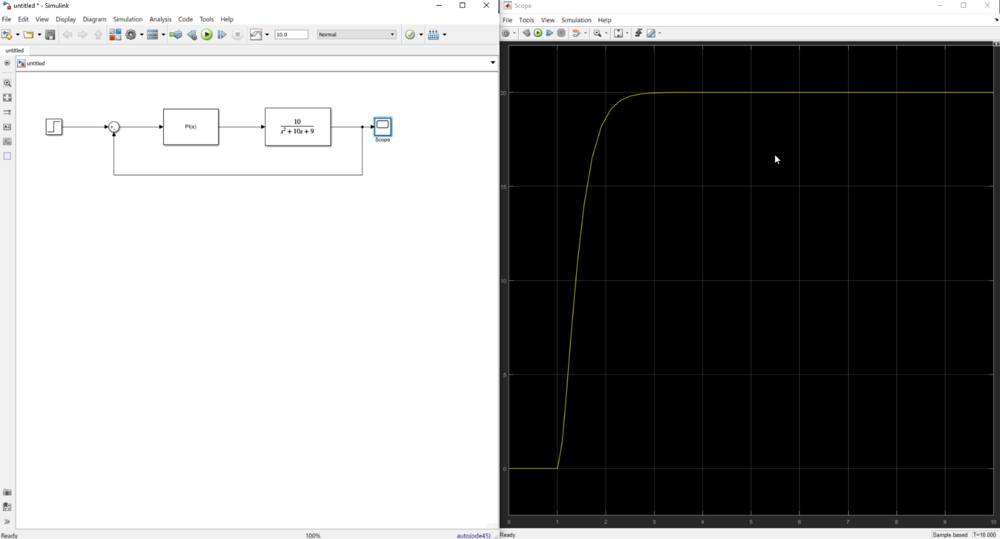 untitled * - Simulink
File Edit View Display Diagram Simulation Analysis Code Tools Help
10.0 Normal
untitled
untitled
PI(s)
10
s² + 10s + 9
Scope
Ready 100% auto(ode45)
Scope
File Tools View Simulation Help
20
15
10
5
0
0 1 2 3 4 5 6 7 8 9 10
Ready Sample based T=10.000